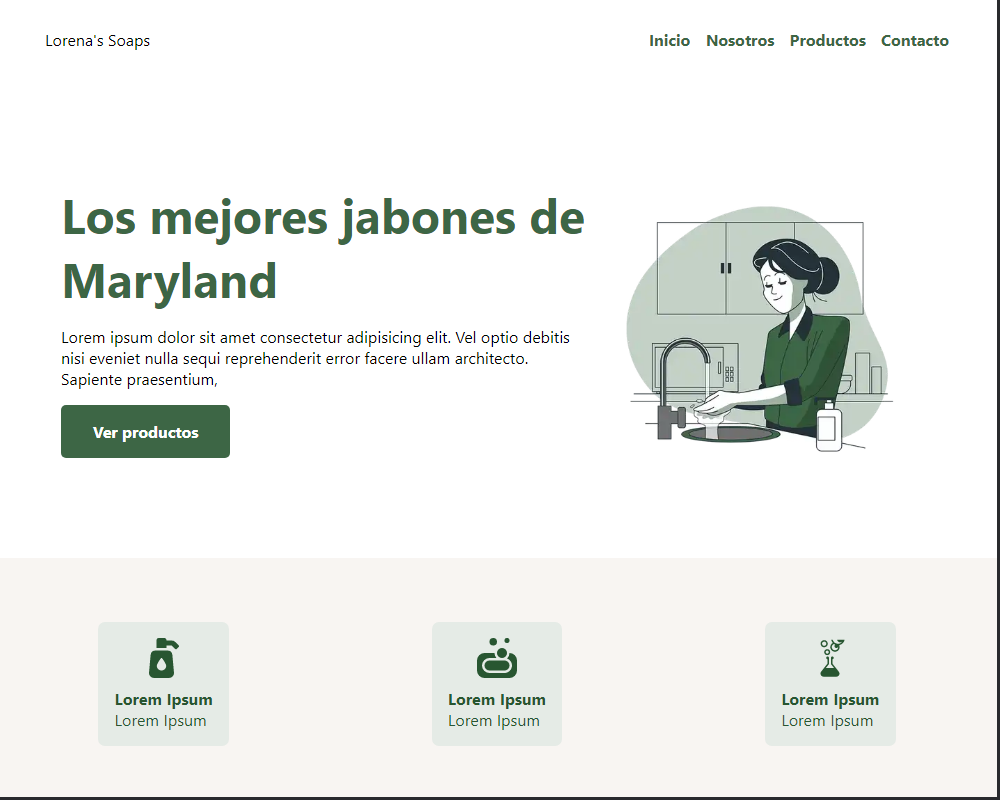 Lorena's Soaps
Inicio Nosotros Productos Contacto
Los mejores jabones de
Maryland
Lorem ipsum dolor sit amet consectetur adipisicing elit. Vel optio debitis
nisi eveniet nulla sequi reprehenderit error facere ullam architecto.
Sapiente praesentium,
Ver productos
Lorem Ipsum
Lorem Ipsum
Lorem Ipsum
Lorem Ipsum
Lorem Ipsum
Lorem Ipsum